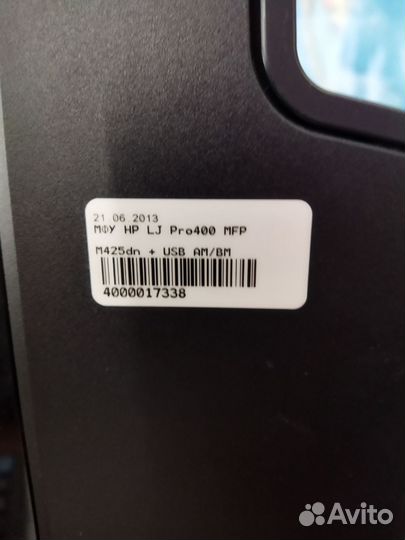 21.06.2013
МФУ HP LJ Pro400 MFP
M425dn + USB AM/BM
4000017338
Avito